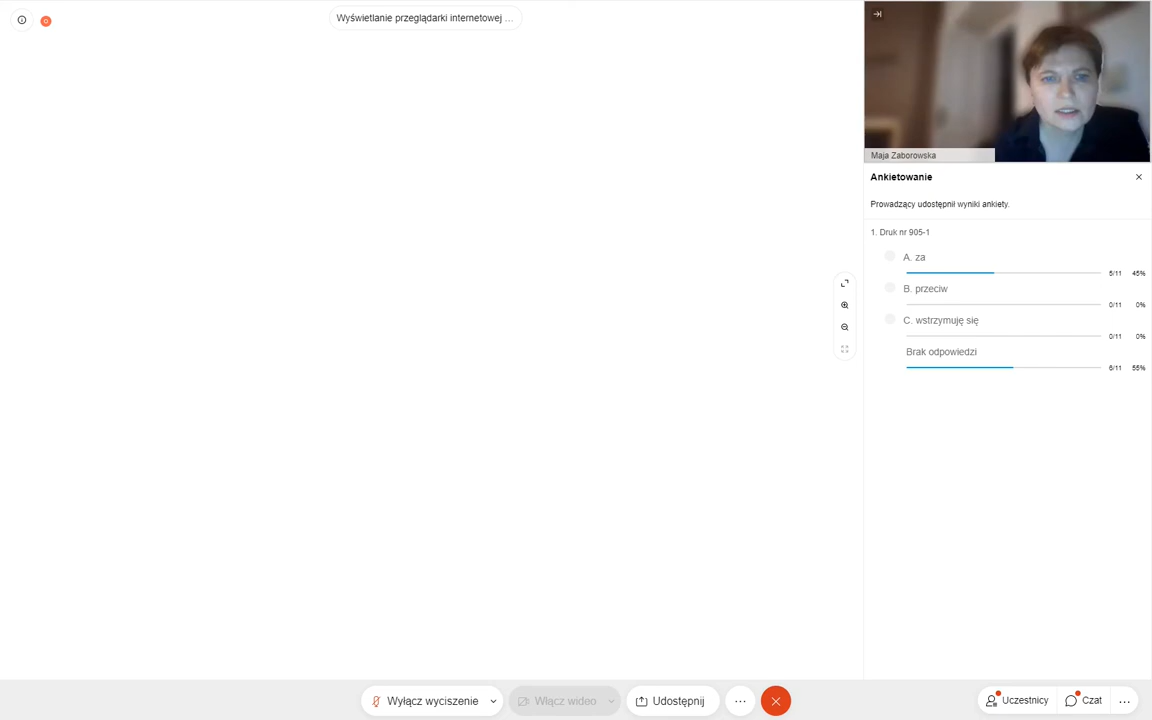 Wyświetlanie przeglądarki internetowej ...
Maja Zaborowska
Ankietowanie
Prowadzący udostępnił wyniki ankiety.
1. Druk nr 905-1
A. za
5/11 45%
B. przeciw
0/11 0%
C. wstrzymuję się
0/11 0%
Brak odpowiedzi
6/11 55%
Wyłącz wyciszenie
Włącz wideo
Udostępnij
Uczestnicy
Czat